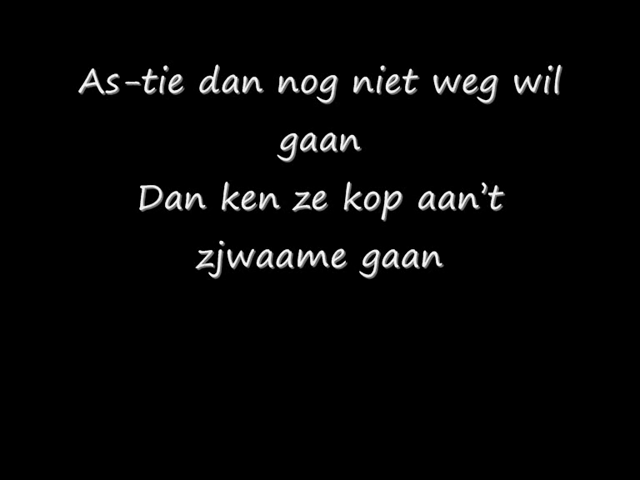 As-tie dan nog niet weg wil
gaan
Dan ken ze kop aan't
zjwaame gaan